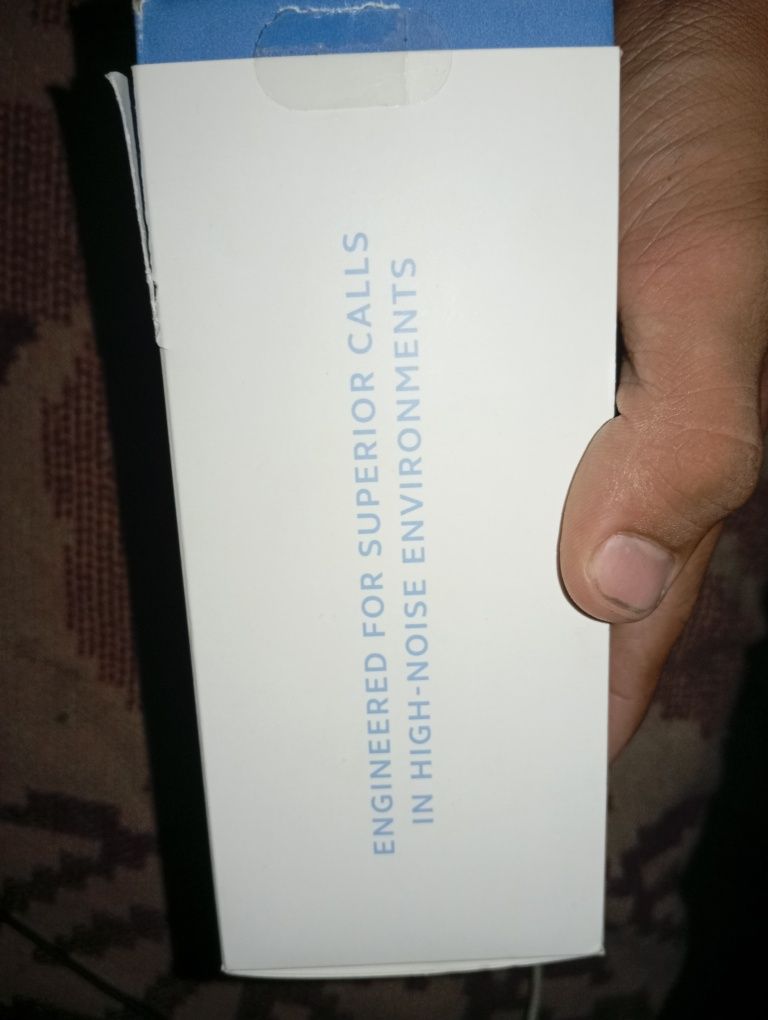 ENGINEERED FOR SUPERIOR CALLS
IN HIGH-NOISE ENVIRONMENTS